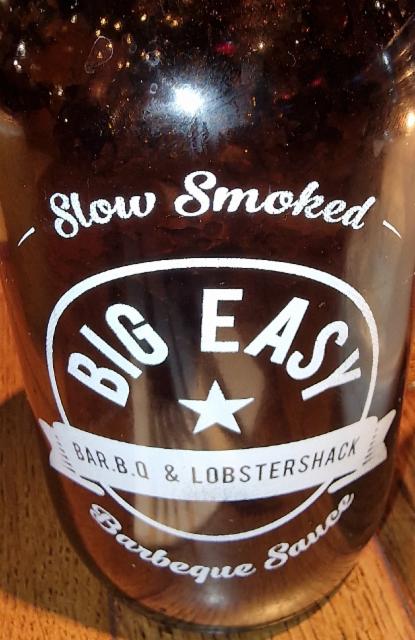 Slow Smoked
BIG EASY
BAR.B.Q & LOBSTERSHACK
Barbeque Sauce